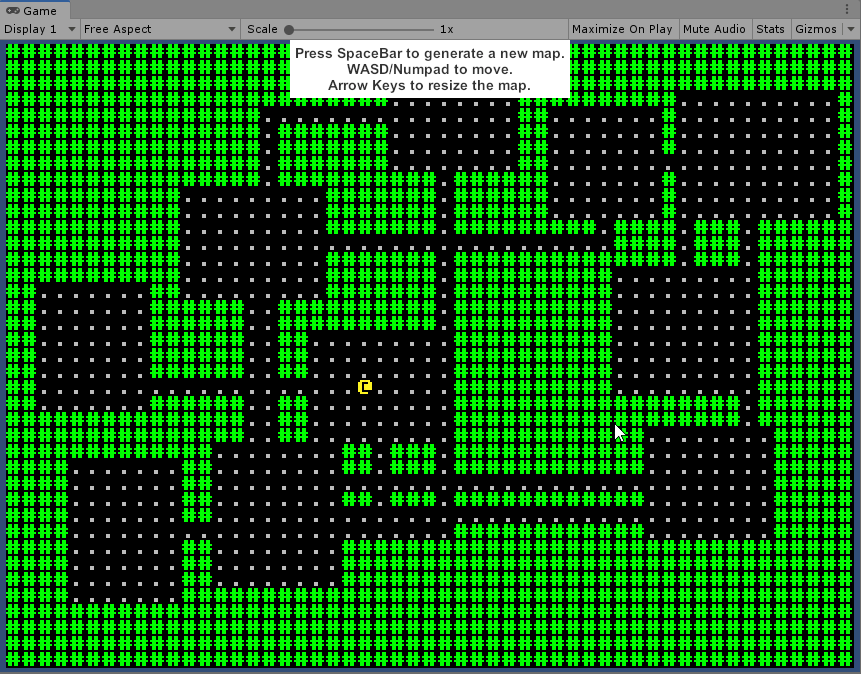 Game
Display 1 Free Aspect Scale 1x Maximize On Play Mute Audio Stats Gizmos
Press SpaceBar to generate a new map.
WASD/Numpad to move.
Arrow Keys to resize the map.